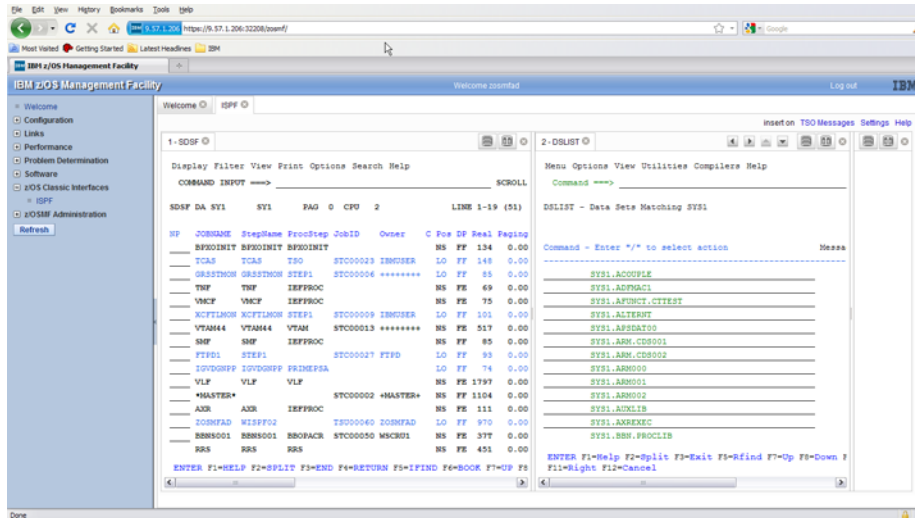 File Edit View History Bookmarks Tools Help
9.57.1.206 https://9.57.1.206:32208/zosmf/
Google
Most Visited Getting Started Latest Headlines IBM
IBM z/OS Management Facility
IBM z/OS Management Facility Welcome zosmfad Log out IBM
Welcome
Configuration
Links
Performance
Problem Determination
Software
z/OS Classic Interfaces
ISPF
z/OSMF Administration
Refresh
Welcome ISPF
insert on TSO Messages Settings Help
1 - SDSF
Display Filter View Print Options Search Help
COMMAND INPUT ===> SCROLL
SDSF DA SY1 SY1 PAG 0 CPU 2 LINE 1-19 (51)
NP JOBNAME StepName ProcStep JobID Owner C Pos DP Real Paging
BPXOINIT BPXOINIT BPXOINIT NS FF 134 0.00
TCAS TCAS TSO STC00023 IBMUSER LO FF 148 0.00
GRSSTMON GRSSTMON STEP1 STC00006 ++++++++ LO FF 85 0.00
TNF TNF IEFPROC NS FE 69 0.00
VMCF VMCF IEFPROC NS FE 75 0.00
XCFTLMON XCFTLMON STEP1 STC00009 IBMUSER LO FF 101 0.00
VTAM44 VTAM44 VTAM STC00013 ++++++++ NS FE 517 0.00
SMF SMF IEFPROC NS FF 85 0.00
FTPD1 STEP1 STC00027 FTPD LO FF 93 0.00
IGVDGNPP IGVDGNPP PRIMEPSA LO FF 74 0.00
VLF VLF VLF NS FE 1797 0.00
*MASTER* STC00002 +MASTER+ NS FF 1104 0.00
AXR AXR IEFPROC NS FE 111 0.00
ZOSMFAD WISPF02 TSU00060 ZOSMFAD LO FF 970 0.00
BBNS001 BBNS001 BBOPACR STC00050 WSCRU1 NS FE 37T 0.00
RRS RRS RRS NS FE 451 0.00
ENTER F1=HELP F2=SPLIT F3=END F4=RETURN F5=IFIND F6=BOOK F7=UP F8
2 - DSLIST
Menu Options View Utilities Compilers Help
Command ===>
DSLIST - Data Sets Matching SYS1
Command - Enter "/" to select action Messa
SYS1.ACOUPLE
SYS1.ADFMAC1
SYS1.AFUNCT.CTTEST
SYS1.ALTERNT
SYS1.APSDAT00
SYS1.ARM.CDS001
SYS1.ARM.CDS002
SYS1.ARM000
SYS1.ARM001
SYS1.ARM002
SYS1.AUXLIB
SYS1.AXREXEC
SYS1.BBN.PROCLIB
ENTER F1=Help F2=Split F3=Exit F5=Rfind F7=Up F8=Down F
F11=Right F12=Cancel
Done